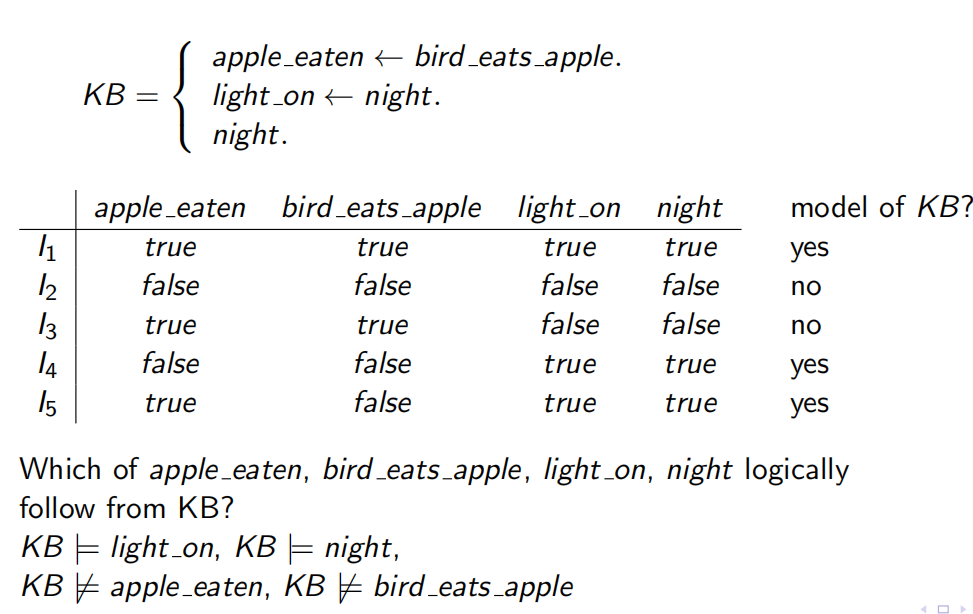 apple_eaten ← bird_eats_apple.
KB = { light_on ← night.
night.
apple_eaten bird_eats_apple light_on night model of KB?
I₁ true true true true yes
I₂ false false false false no
I₃ true true false false no
I₄ false false true true yes
I₅ true false true true yes
Which of apple_eaten, bird_eats_apple, light_on, night logically
follow from KB?
KB ⊨ light_on, KB ⊨ night,
KB ⊭ apple_eaten, KB ⊭ bird_eats_apple